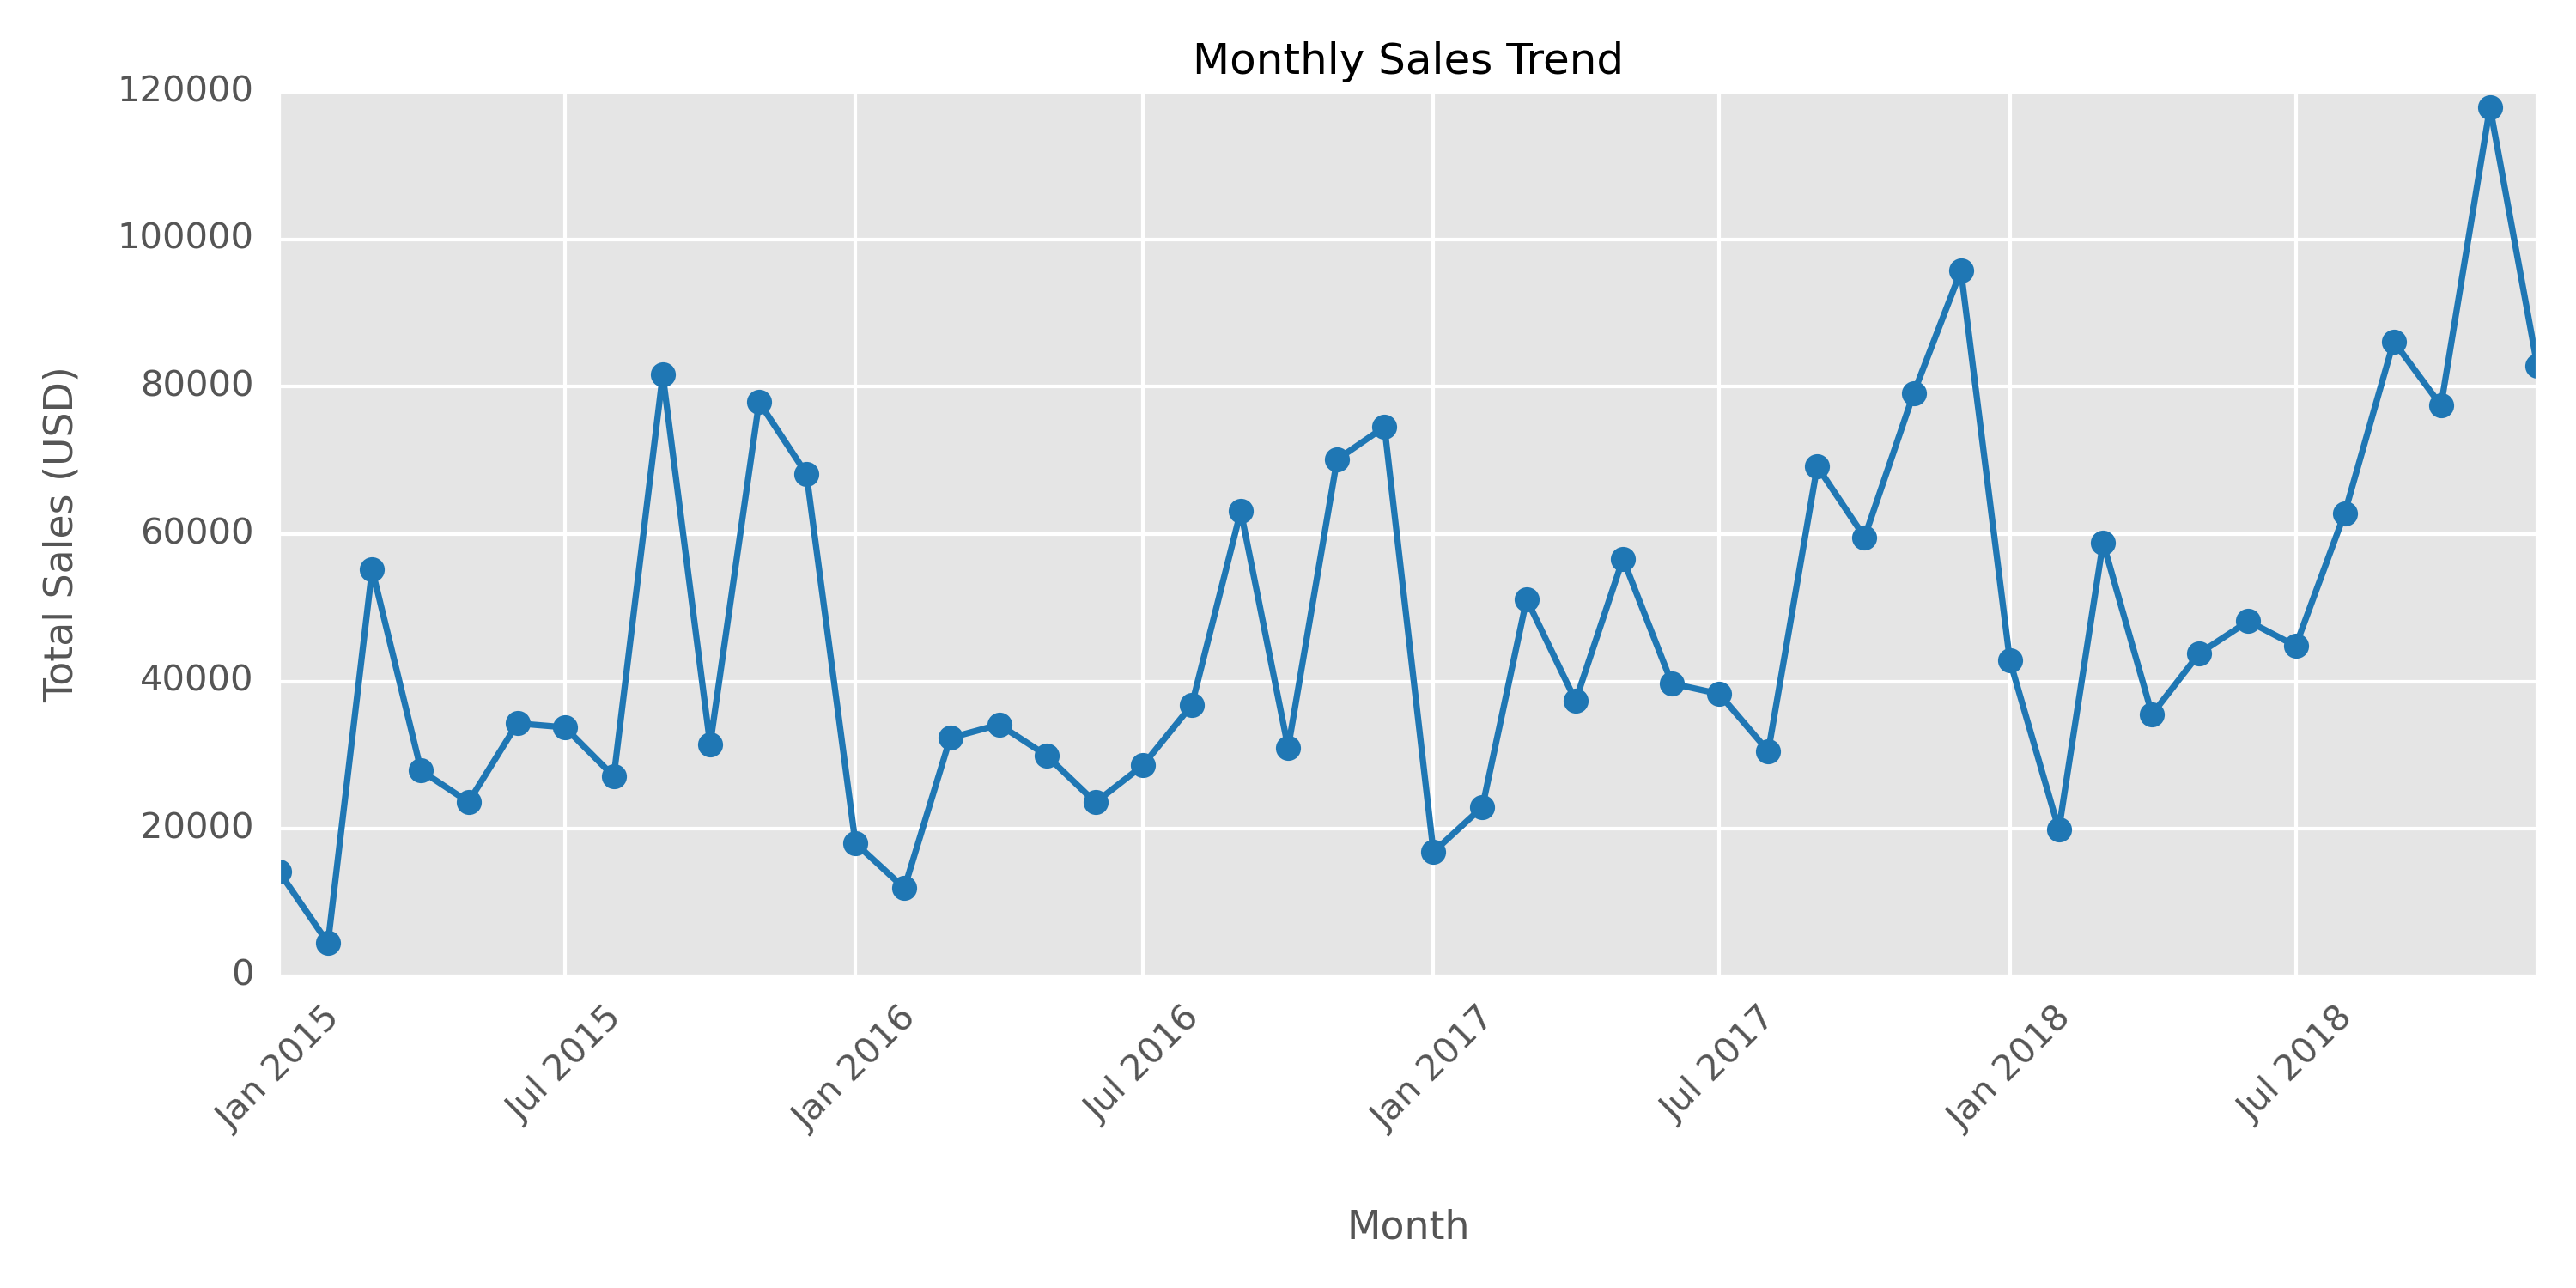 Monthly Sales Trend
120000
100000
80000
60000
40000
20000
0
Total Sales (USD)
Jan 2015
Jul 2015
Jan 2016
Jul 2016
Jan 2017
Jul 2017
Jan 2018
Jul 2018
Month